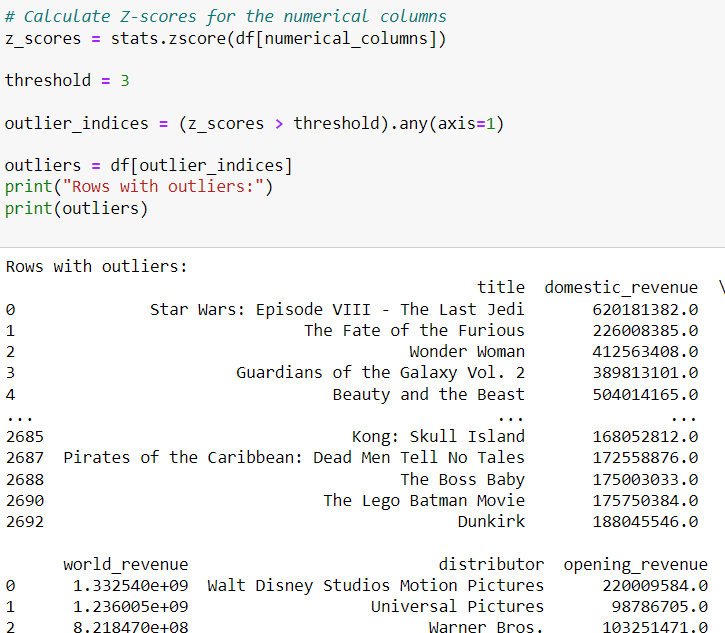 # Calculate Z-scores for the numerical columns
z_scores = stats.zscore(df[numerical_columns])
threshold = 3
outlier_indices = (z_scores > threshold).any(axis=1)
outliers = df[outlier_indices]
print("Rows with outliers:")
print(outliers)
Rows with outliers:
title domestic_revenue \
0 Star Wars: Episode VIII - The Last Jedi 620181382.0
1 The Fate of the Furious 226008385.0
2 Wonder Woman 412563408.0
3 Guardians of the Galaxy Vol. 2 389813101.0
4 Beauty and the Beast 504014165.0
... ... ...
2685 Kong: Skull Island 168052812.0
2687 Pirates of the Caribbean: Dead Men Tell No Tales 172558876.0
2688 The Boss Baby 175003033.0
2690 The Lego Batman Movie 175750384.0
2692 Dunkirk 188045546.0
world_revenue distributor opening_revenue
0 1.332540e+09 Walt Disney Studios Motion Pictures 220009584.0
1 1.236005e+09 Universal Pictures 98786705.0
2 8.218470e+08 Warner Bros. 103251471.0